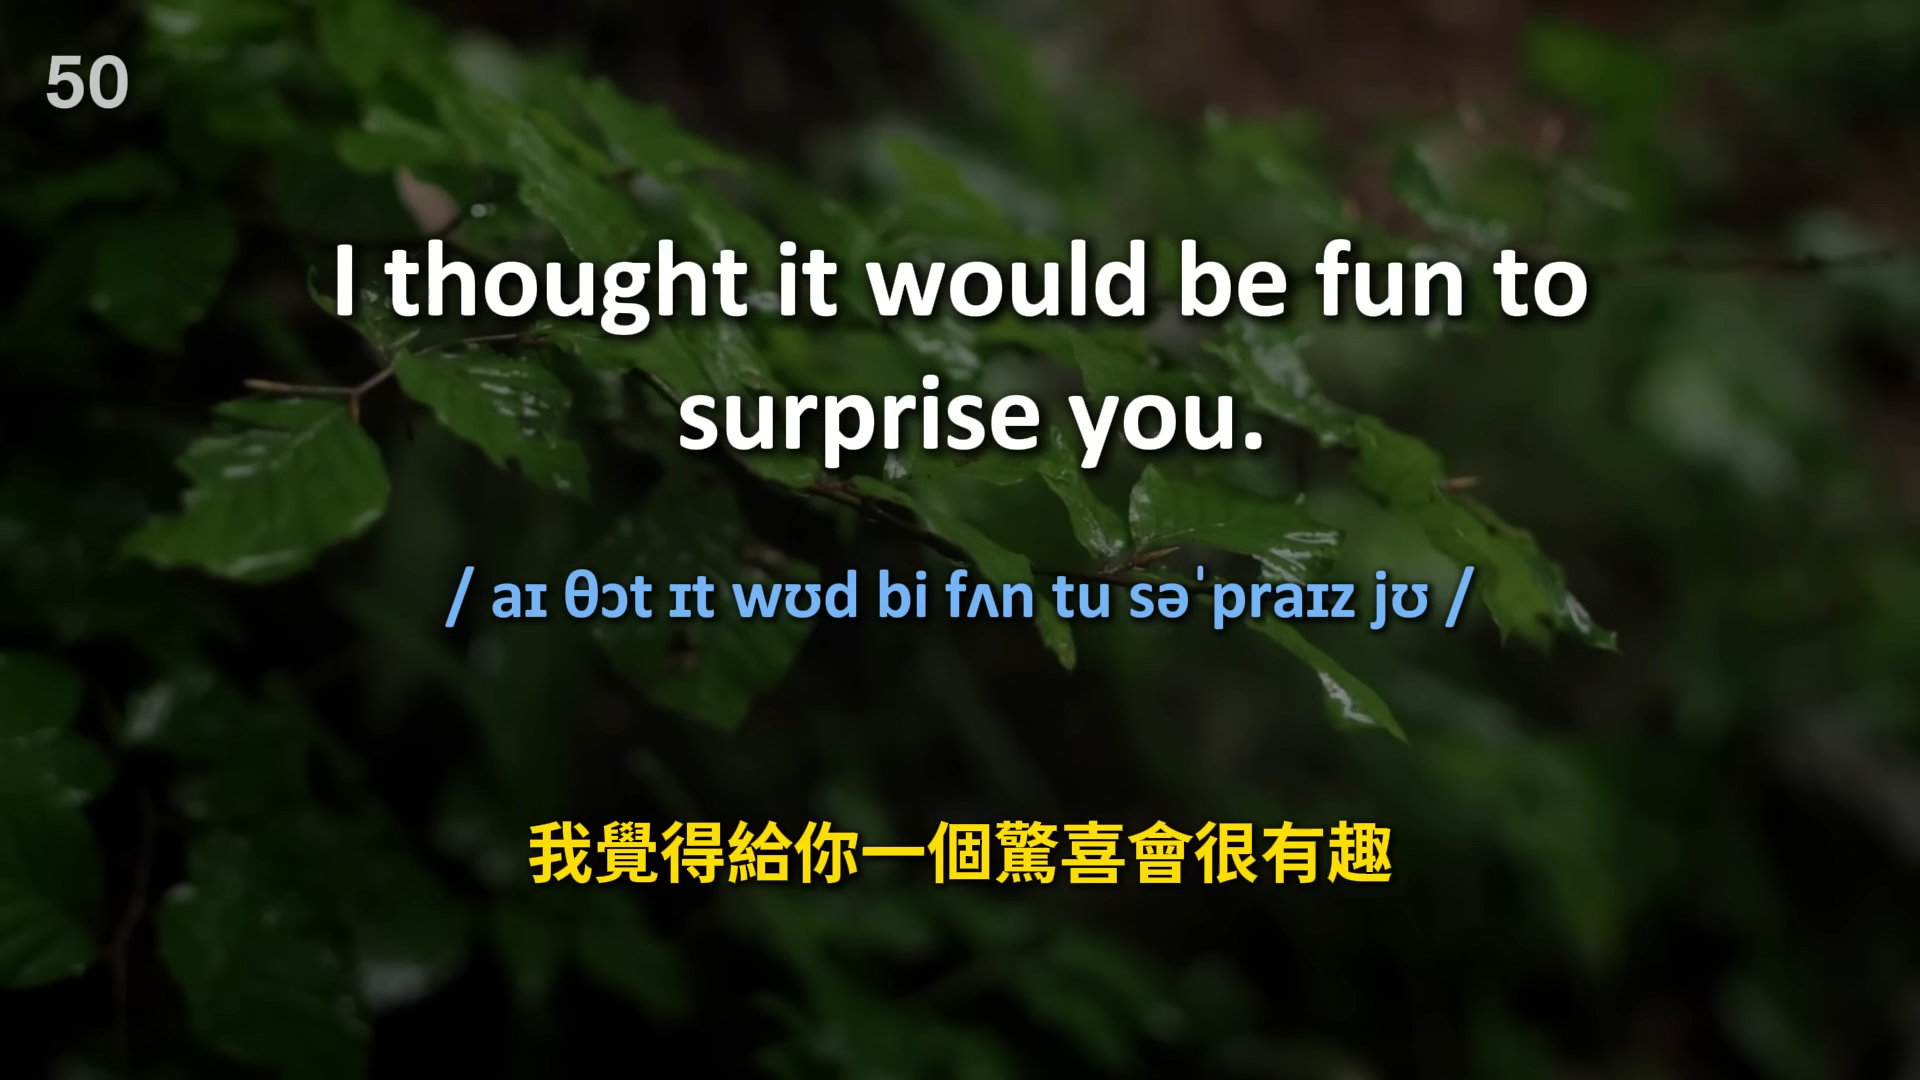 50
I thought it would be fun to
surprise you.
/ aɪ θɔt ɪt wʊd bi fʌn tu səˈpraɪz jʊ /
我覺得給你一個驚喜會很有趣